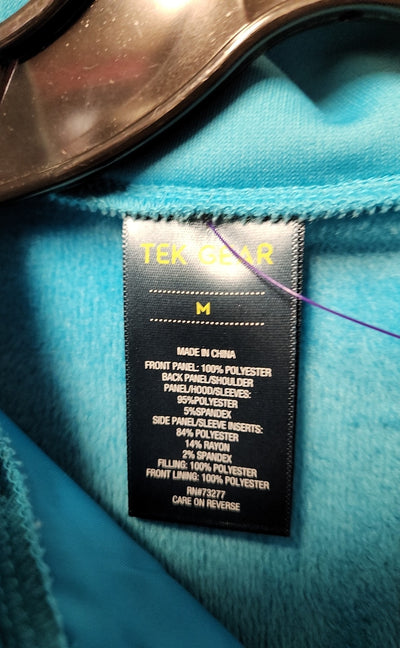 TEK GEAR
M
MADE IN CHINA
FRONT PANEL: 100% POLYESTER
BACK PANEL/SHOULDER
PANEL/HOOD/SLEEVES:
95%POLYESTER
5%SPANDEX
SIDE PANEL/SLEEVE INSERTS:
84% POLYESTER
14% RAYON
2% SPANDEX
FILLING: 100% POLYESTER
FRONT LINING: 100% POLYESTER
RN#73277
CARE ON REVERSE